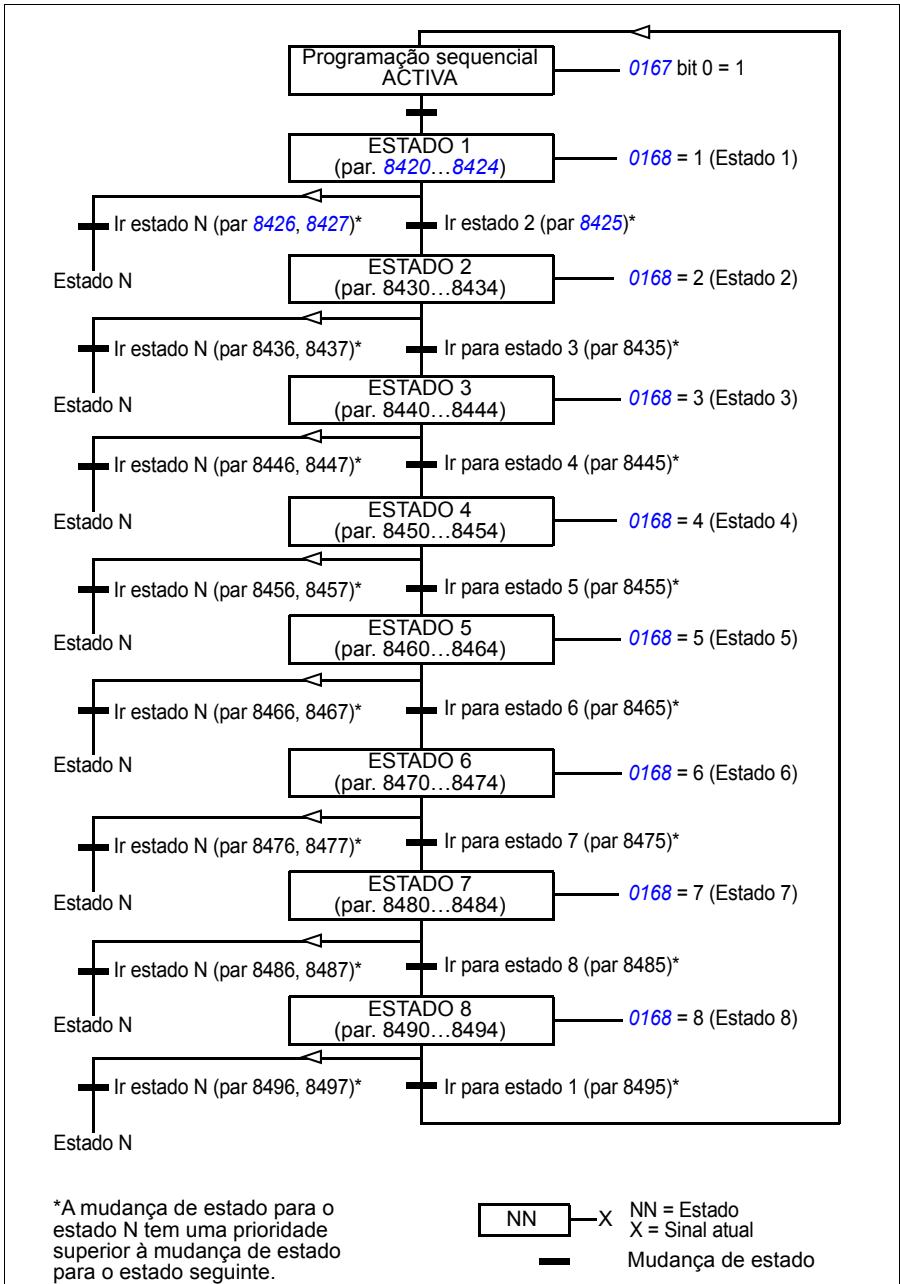 Programação sequencial
ACTIVA
0167 bit 0 = 1
ESTADO 1
(par. 8420…8424)
0168 = 1 (Estado 1)
Ir estado N (par 8426, 8427)*
Ir estado 2 (par 8425)*
Estado N
ESTADO 2
(par. 8430…8434)
0168 = 2 (Estado 2)
Ir estado N (par 8436, 8437)*
Ir para estado 3 (par 8435)*
Estado N
ESTADO 3
(par. 8440…8444)
0168 = 3 (Estado 3)
Ir estado N (par 8446, 8447)*
Ir para estado 4 (par 8445)*
Estado N
ESTADO 4
(par. 8450…8454)
0168 = 4 (Estado 4)
Ir estado N (par 8456, 8457)*
Ir para estado 5 (par 8455)*
Estado N
ESTADO 5
(par. 8460…8464)
0168 = 5 (Estado 5)
Ir estado N (par 8466, 8467)*
Ir para estado 6 (par 8465)*
Estado N
ESTADO 6
(par. 8470…8474)
0168 = 6 (Estado 6)
Ir estado N (par 8476, 8477)*
Ir para estado 7 (par 8475)*
Estado N
ESTADO 7
(par. 8480…8484)
0168 = 7 (Estado 7)
Ir estado N (par 8486, 8487)*
Ir para estado 8 (par 8485)*
Estado N
ESTADO 8
(par. 8490…8494)
0168 = 8 (Estado 8)
Ir estado N (par 8496, 8497)*
Ir para estado 1 (par 8495)*
Estado N
*A mudança de estado para o
estado N tem uma prioridade
superior à mudança de estado
para o estado seguinte.
NN
X
NN = Estado
X = Sinal atual
Mudança de estado